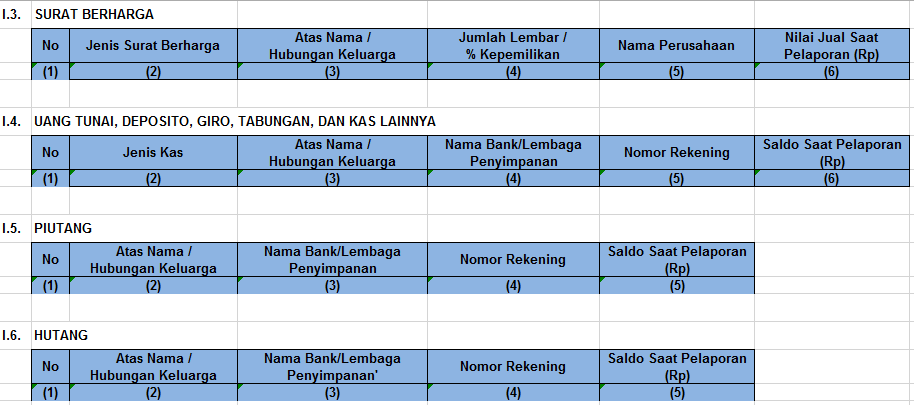 I.3. SURAT BERHARGA
No Jenis Surat Berharga Atas Nama / Hubungan Keluarga Jumlah Lembar / % Kepemilikan Nama Perusahaan Nilai Jual Saat Pelaporan (Rp)
(1) (2) (3) (4) (5) (6)
I.4. UANG TUNAI, DEPOSITO, GIRO, TABUNGAN, DAN KAS LAINNYA
No Jenis Kas Atas Nama / Hubungan Keluarga Nama Bank/Lembaga Penyimpanan Nomor Rekening Saldo Saat Pelaporan (Rp)
(1) (2) (3) (4) (5) (6)
I.5. PIUTANG
No Atas Nama / Hubungan Keluarga Nama Bank/Lembaga Penyimpanan Nomor Rekening Saldo Saat Pelaporan (Rp)
(1) (2) (3) (4) (5)
I.6. HUTANG
No Atas Nama / Hubungan Keluarga Nama Bank/Lembaga Penyimpanan' Nomor Rekening Saldo Saat Pelaporan (Rp)
(1) (2) (3) (4) (5)